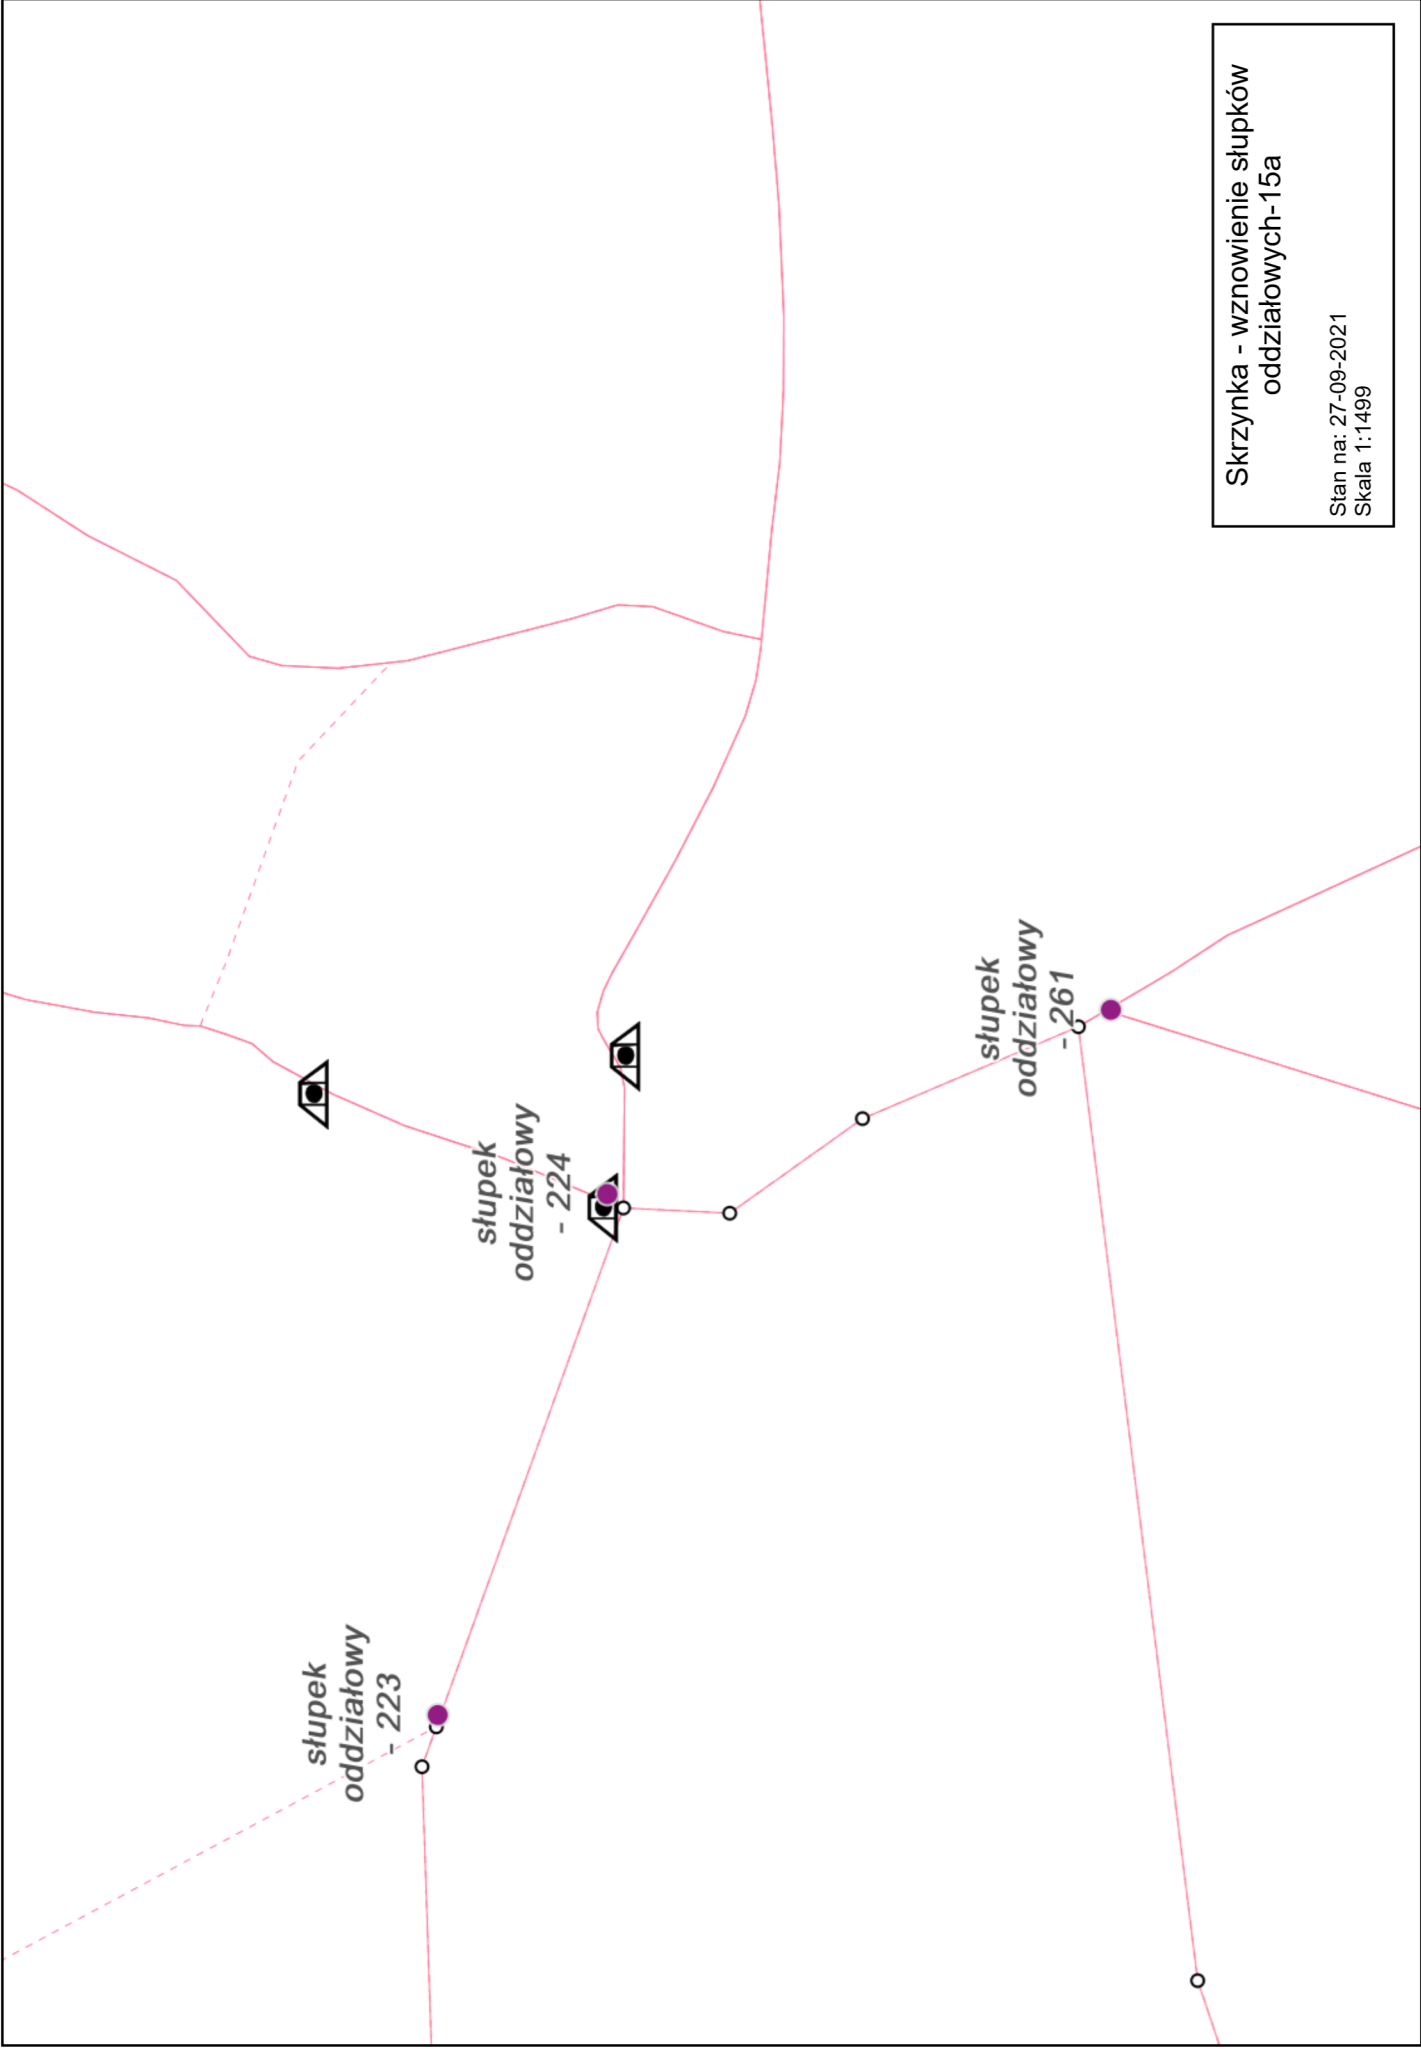 Skrzynka - wznowienie słupków
oddziałowych-15a
Stan na: 27-09-2021
Skala 1:1499
słupek
oddziałowy
- 223
słupek
oddziałowy
- 224
słupek
oddziałowy
- 261